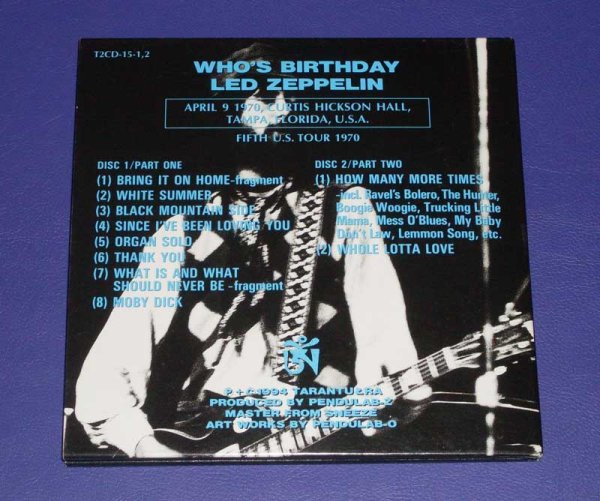 T2CD-15-1,2
WHO'S BIRTHDAY
LED ZEPPELIN
APRIL 9 1970, CURTIS HICKSON HALL,
TAMPA, FLORIDA, U.S.A.
FIFTH U.S. TOUR 1970
DISC 1/PART ONE
(1) BRING IT ON HOME-fragment
(2) WHITE SUMMER
(3) BLACK MOUNTAIN SIDE
(4) SINCE I'VE BEEN LOVING YOU
(5) ORGAN SOLO
(6) THANK YOU
(7) WHAT IS AND WHAT
SHOULD NEVER BE-fragment
(8) MOBY DICK
DISC 2/PART TWO
(1) HOW MANY MORE TIMES
-incl. Ravel's Bolero, The Hunter,
Boogie Woogie, Trucking Little
Mama, Mess O'Blues, My Baby
Don't Law, Lemmon Song, etc.
(2) WHOLE LOTTA LOVE
P + C 1994 TARANTURA
PRODUCED BY PENDULAB-Z
MASTER FROM SNEEZE
ART WORKS BY PENDULAB-O